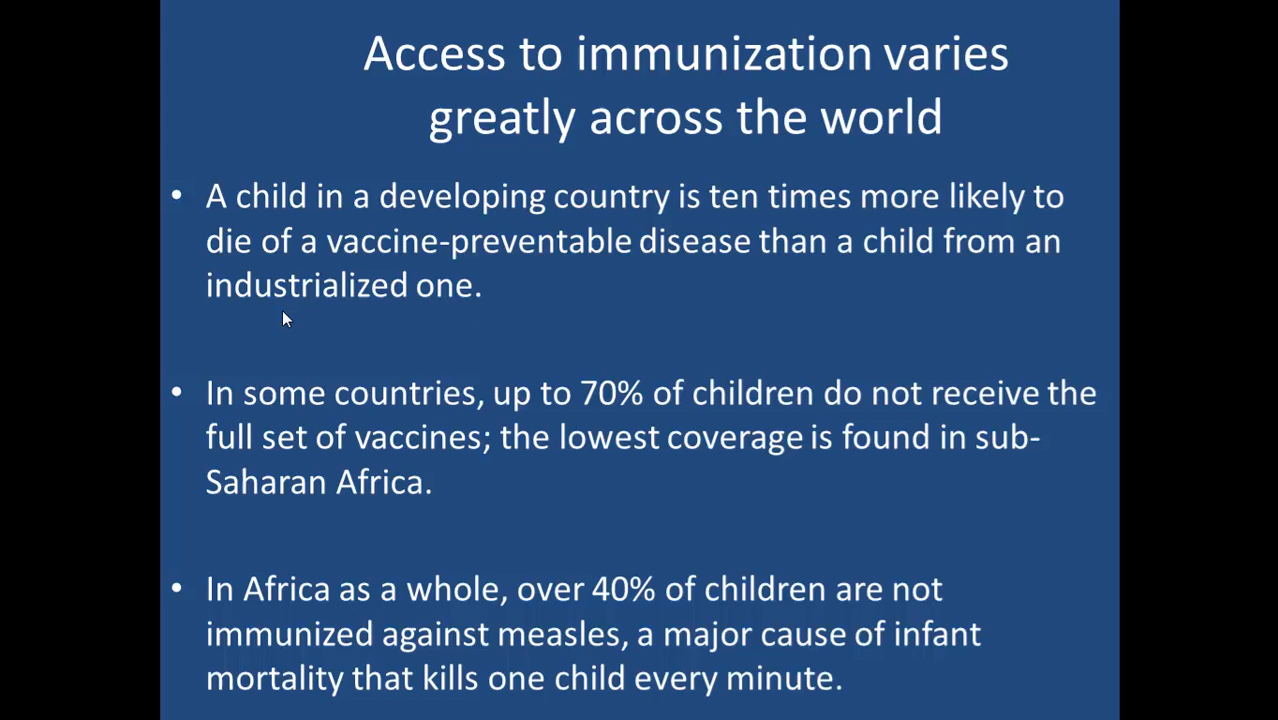 Access to immunization varies
greatly across the world
• A child in a developing country is ten times more likely to
die of a vaccine-preventable disease than a child from an
industrialized one.
• In some countries, up to 70% of children do not receive the
full set of vaccines; the lowest coverage is found in sub-
Saharan Africa.
• In Africa as a whole, over 40% of children are not
immunized against measles, a major cause of infant
mortality that kills one child every minute.